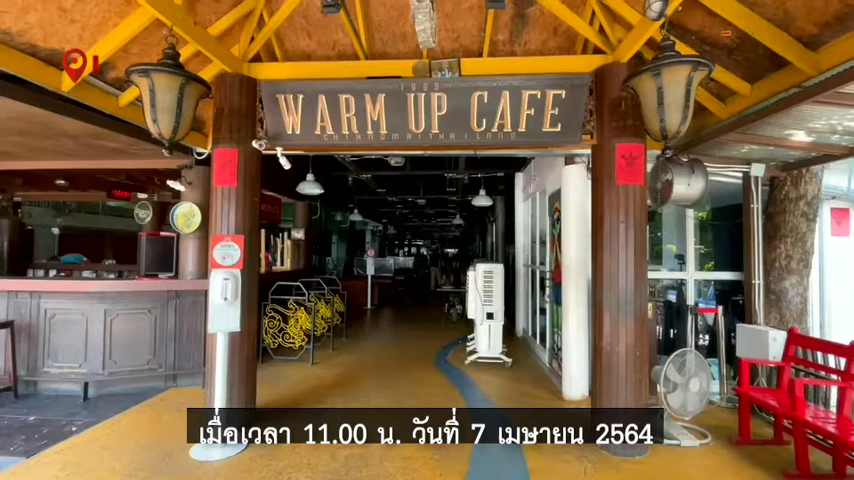 1999
WARM UP CAFE
CHIANGMAI THAILAND
เมื่อเวลา 11.00 น. วันที่ 7 เมษายน 2564